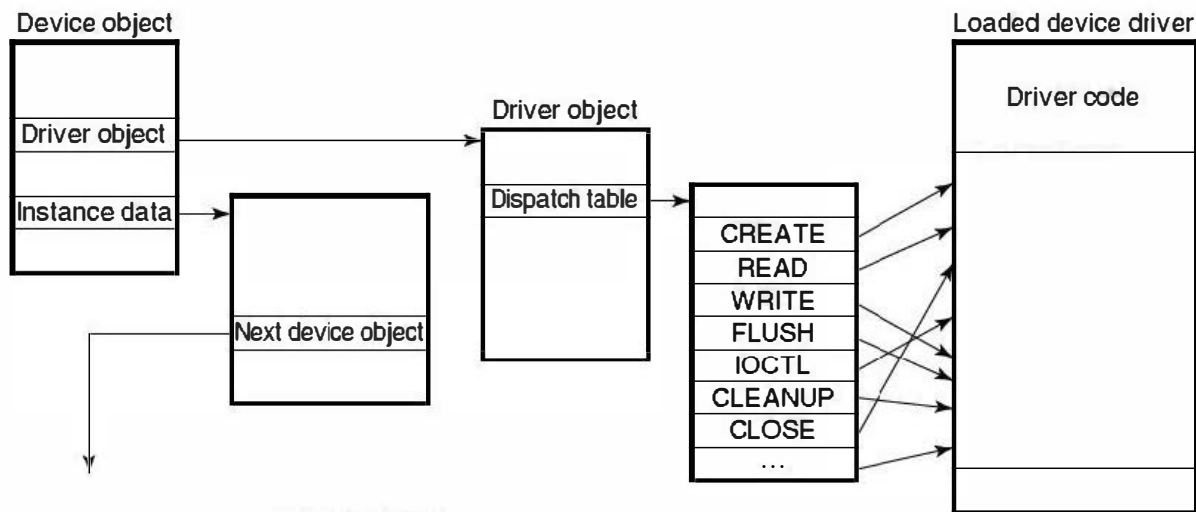 Device object
Driver object
Instance data
Next device object
Driver object
Dispatch table
CREATE
READ
WRITE
FLUSH
IOCTL
CLEANUP
CLOSE
...
Loaded device driver
Driver code